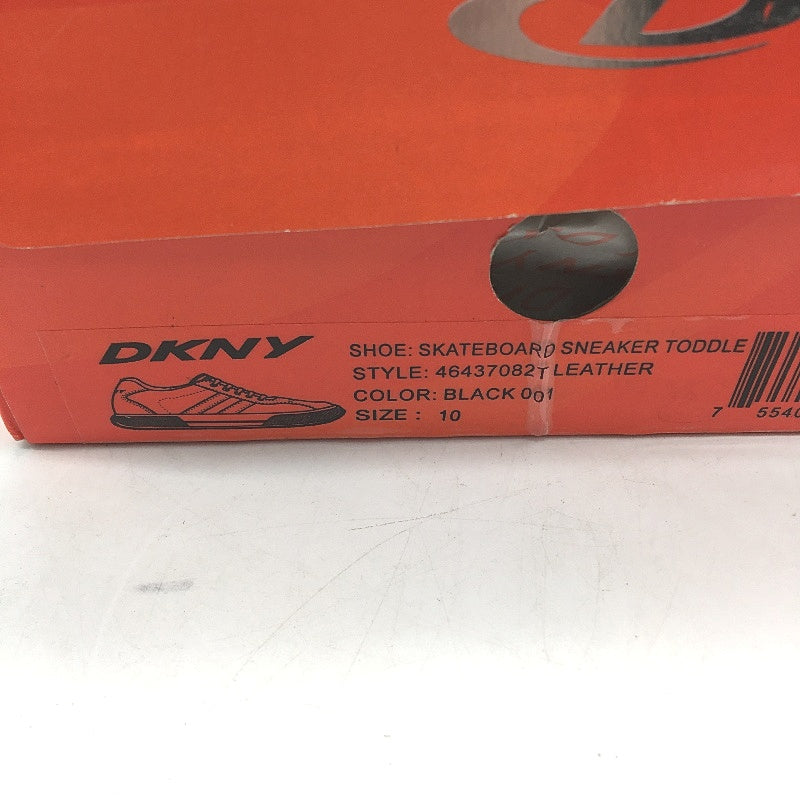 DKNY
SHOE: SKATEBOARD SNEAKER TODDLE
STYLE: 46437082T LEATHER
COLOR: BLACK 001
SIZE : 10
7 5540